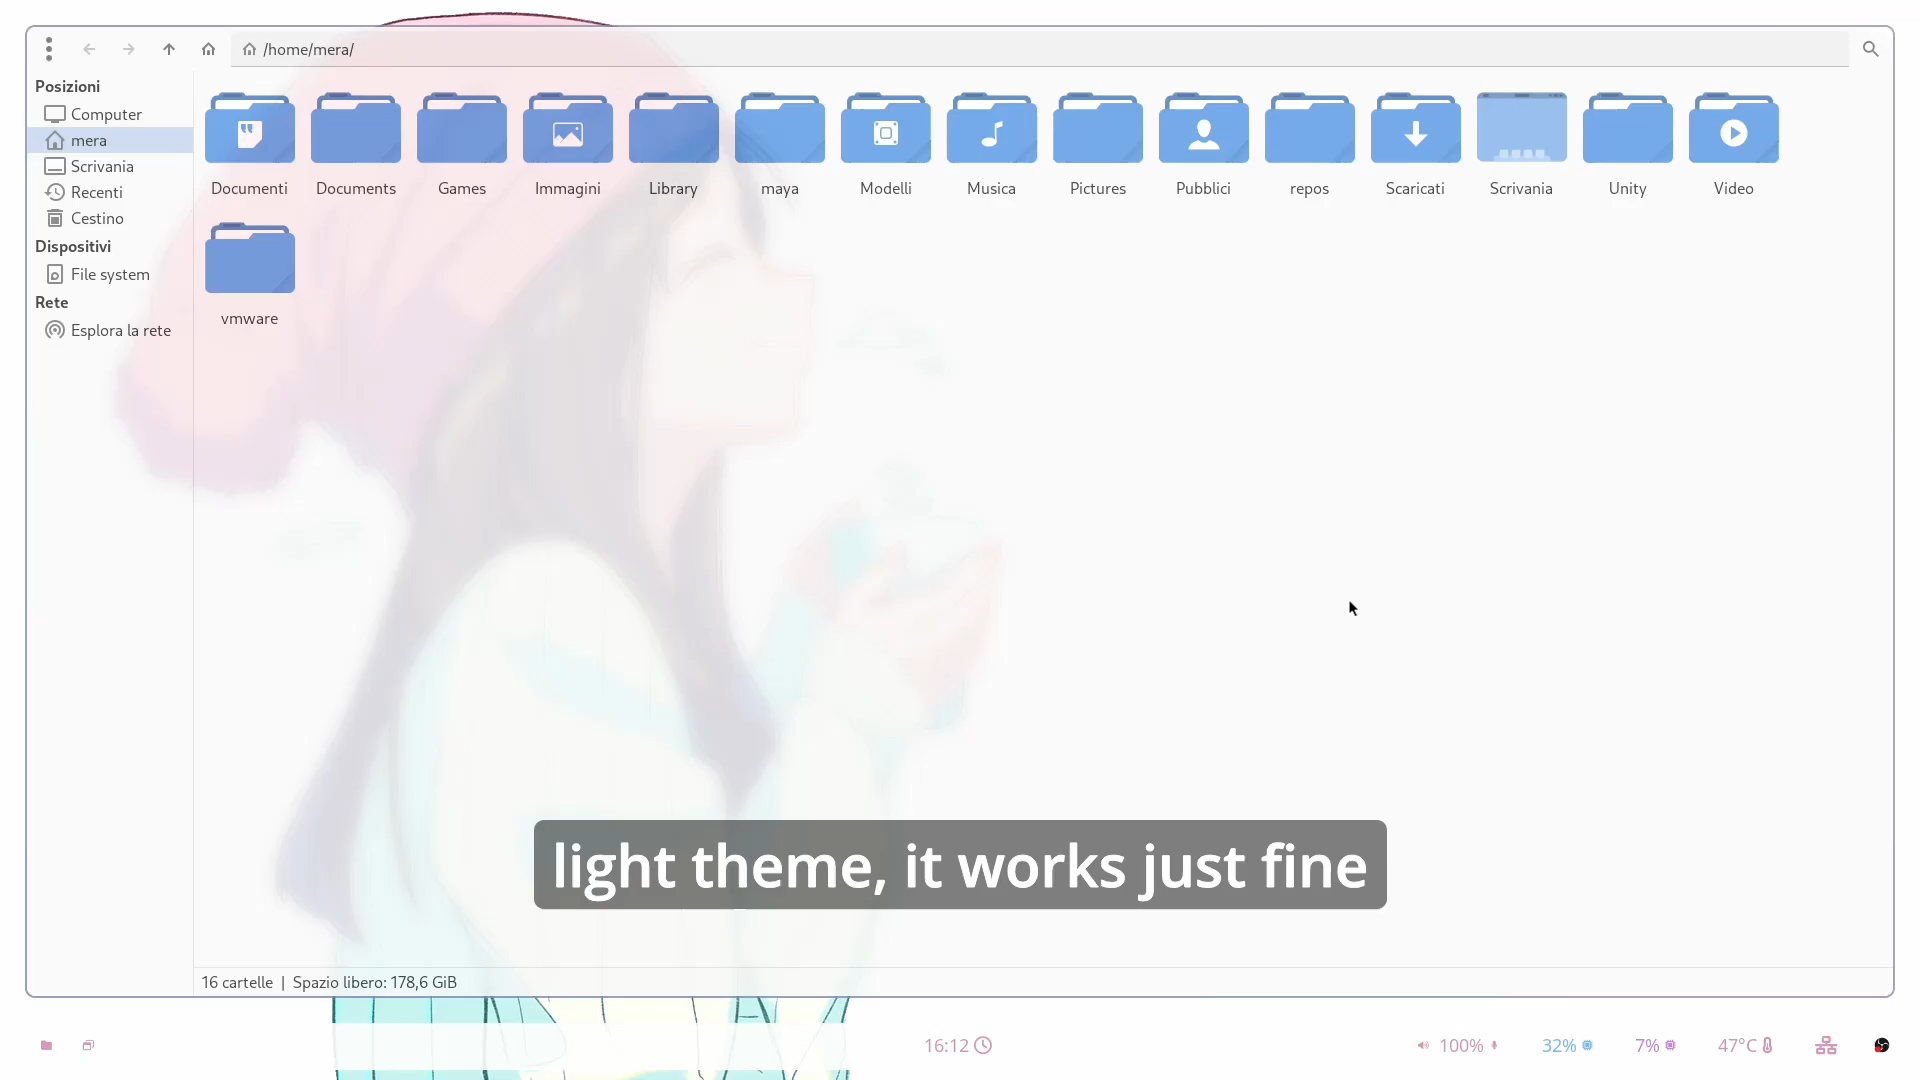 /home/mera/
Posizioni
Computer
mera
Scrivania
Recenti
Cestino
Dispositivi
File system
Rete
Esplora la rete
Documenti Documents Games Immagini Library maya Modelli Musica Pictures Pubblici repos Scaricati Scrivania Unity Video
vmware
light theme, it works just fine
16 cartelle | Spazio libero: 178,6 GiB
16:12 100% 32% 7% 47°C